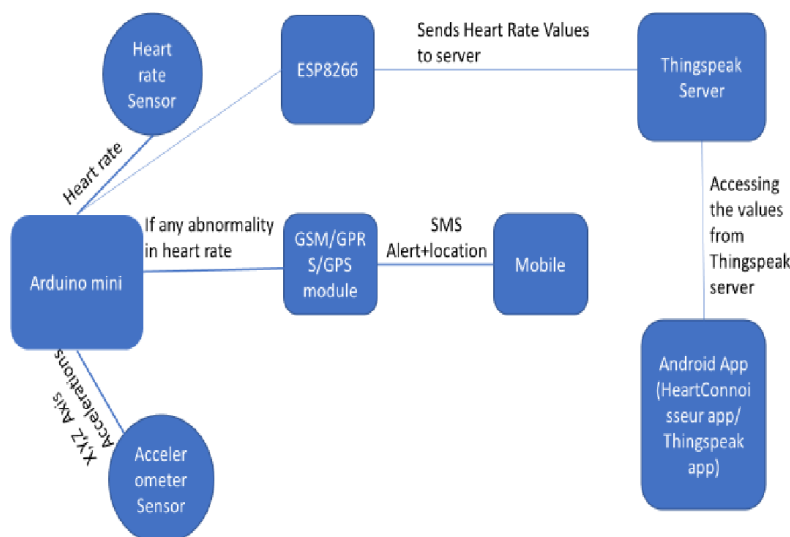 Heart
rate
Sensor
ESP8266
Sends Heart Rate Values
to server
Thingspeak
Server
Heart rate
Accessing
the values
from
Thingspeak
server
If any abnormality
in heart rate
GSM/GPR
S/GPS
module
SMS
Alert+location
Mobile
Arduino mini
X,Y,Z Axis
Accelerations
Acceler
ometer
Sensor
Android App
(HeartConnoi
sseur app/
Thingspeak
app)